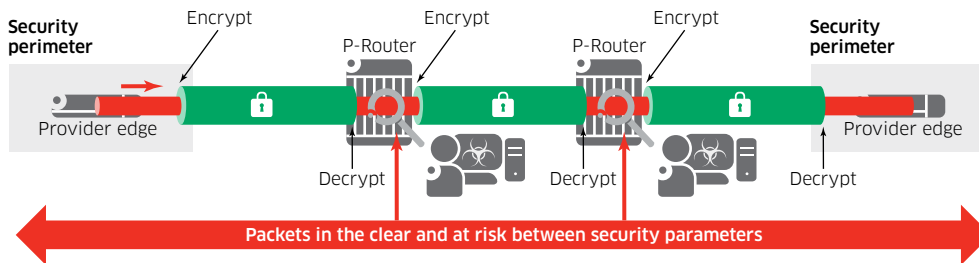 Security
perimeter
Encrypt
P-Router
Encrypt
P-Router
Encrypt
Security
perimeter
Provider edge
Provider edge
Decrypt
Decrypt
Decrypt
Packets in the clear and at risk between security parameters